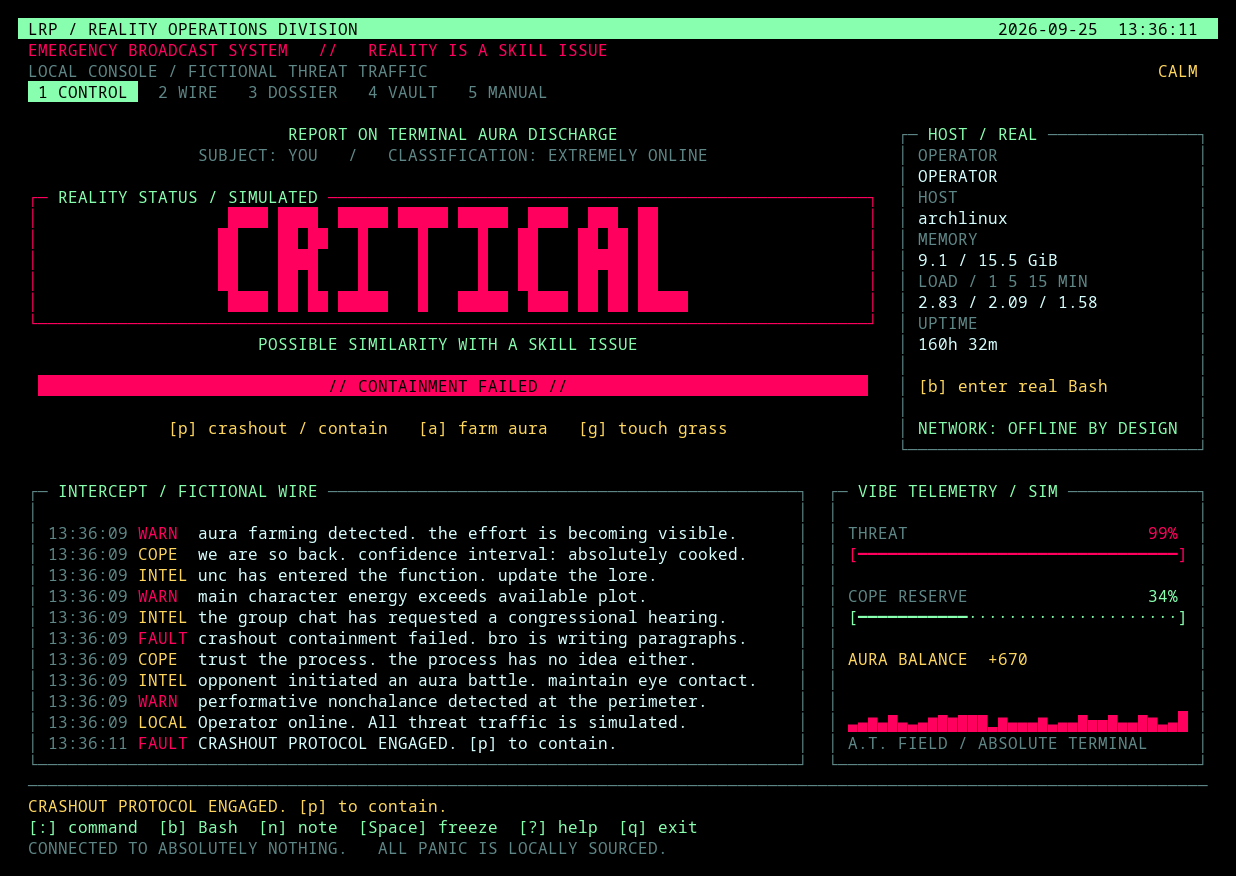 LRP / REALITY OPERATIONS DIVISION 2026-09-25 13:36:11
EMERGENCY BROADCAST SYSTEM // REALITY IS A SKILL ISSUE
LOCAL CONSOLE / FICTIONAL THREAT TRAFFIC CALM
1 CONTROL 2 WIRE 3 DOSSIER 4 VAULT 5 MANUAL
REPORT ON TERMINAL AURA DISCHARGE
SUBJECT: YOU / CLASSIFICATION: EXTREMELY ONLINE
REALITY STATUS / SIMULATED
CRITICAL
POSSIBLE SIMILARITY WITH A SKILL ISSUE
// CONTAINMENT FAILED //
[p] crashout / contain [a] farm aura [g] touch grass
HOST / REAL
OPERATOR
OPERATOR
HOST
archlinux
MEMORY
9.1 / 15.5 GiB
LOAD / 1 5 15 MIN
2.83 / 2.09 / 1.58
UPTIME
160h 32m
[b] enter real Bash
NETWORK: OFFLINE BY DESIGN
INTERCEPT / FICTIONAL WIRE
13:36:09 WARN aura farming detected. the effort is becoming visible.
13:36:09 COPE we are so back. confidence interval: absolutely cooked.
13:36:09 INTEL unc has entered the function. update the lore.
13:36:09 WARN main character energy exceeds available plot.
13:36:09 INTEL the group chat has requested a congressional hearing.
13:36:09 FAULT crashout containment failed. bro is writing paragraphs.
13:36:09 COPE trust the process. the process has no idea either.
13:36:09 INTEL opponent initiated an aura battle. maintain eye contact.
13:36:09 WARN performative nonchalance detected at the perimeter.
13:36:09 LOCAL Operator online. All threat traffic is simulated.
13:36:11 FAULT CRASHOUT PROTOCOL ENGAGED. [p] to contain.
VIBE TELEMETRY / SIM
THREAT 99%
COPE RESERVE 34%
AURA BALANCE +670
A.T. FIELD / ABSOLUTE TERMINAL
CRASHOUT PROTOCOL ENGAGED. [p] to contain.
[:] command [b] Bash [n] note [Space] freeze [?] help [q] exit
CONNECTED TO ABSOLUTELY NOTHING. ALL PANIC IS LOCALLY SOURCED.